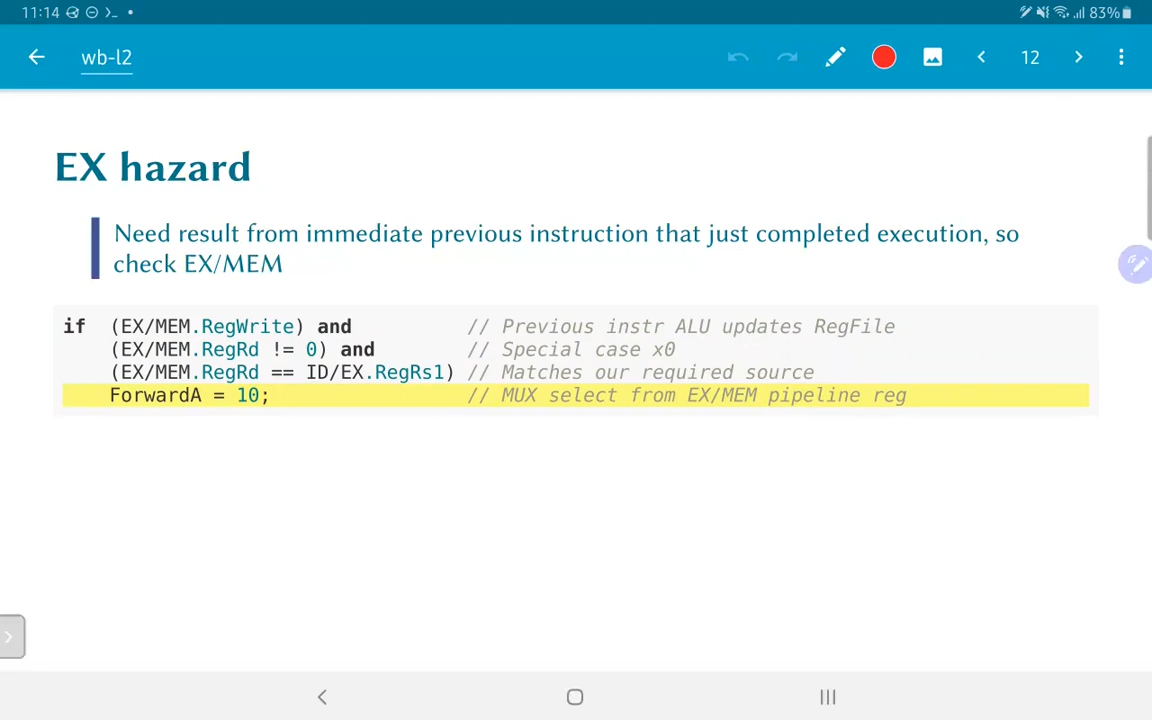 11:14
83%
wb-l2
12
EX hazard
Need result from immediate previous instruction that just completed execution, so
check EX/MEM
if (EX/MEM.RegWrite) and // Previous instr ALU updates RegFile
(EX/MEM.RegRd != 0) and // Special case x0
(EX/MEM.RegRd == ID/EX.RegRs1) // Matches our required source
ForwardA = 10; // MUX select from EX/MEM pipeline reg